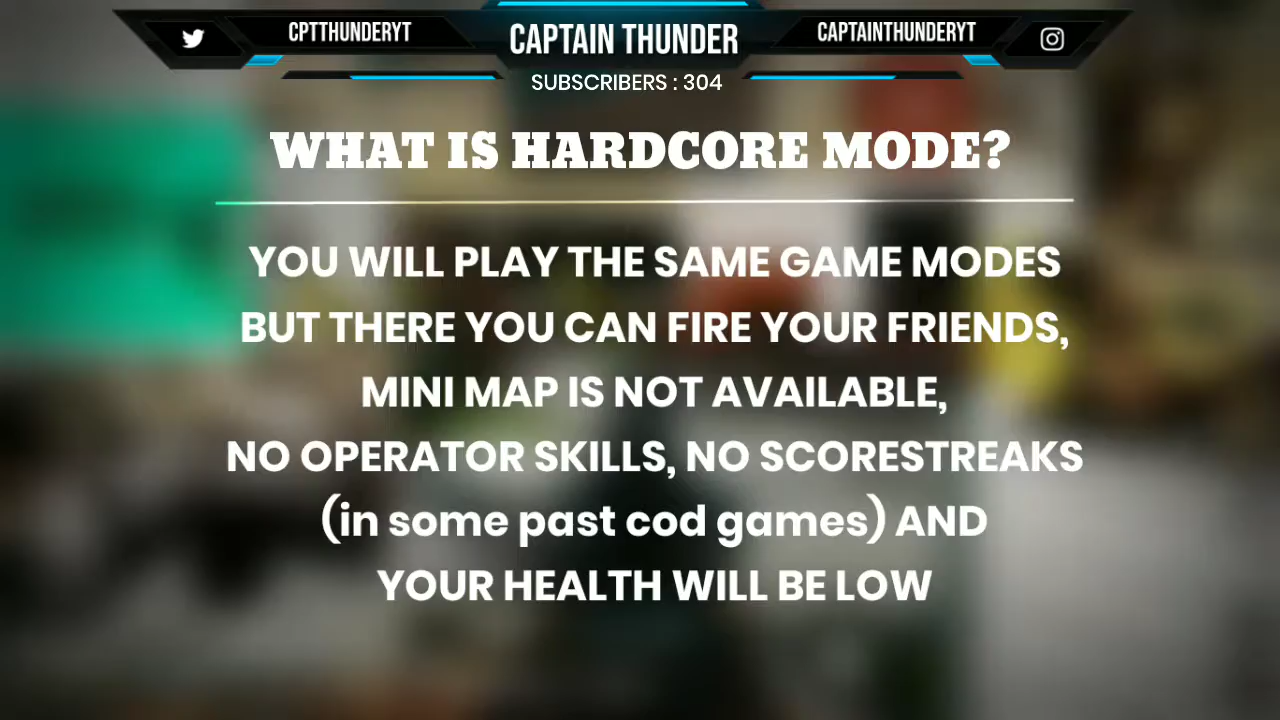 CPTTHUNDERYT
CAPTAIN THUNDER
CAPTAINTHUNDERYT
SUBSCRIBERS : 304
WHAT IS HARDCORE MODE?
YOU WILL PLAY THE SAME GAME MODES
BUT THERE YOU CAN FIRE YOUR FRIENDS,
MINI MAP IS NOT AVAILABLE,
NO OPERATOR SKILLS, NO SCORESTREAKS
(in some past cod games) AND
YOUR HEALTH WILL BE LOW